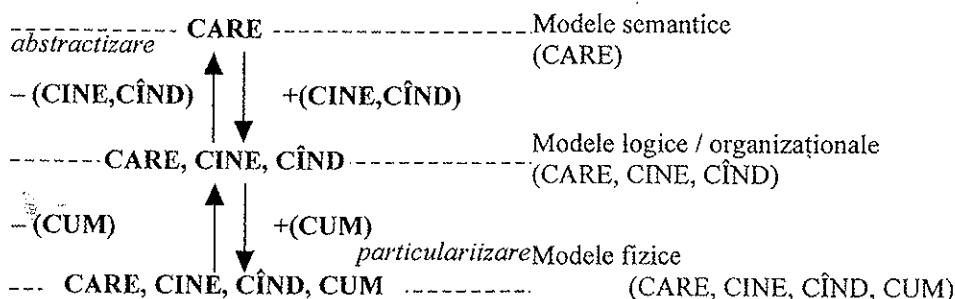 CARE Modele semantice
abstractizare (CARE)
– (CINE,CÎND) +(CINE,CÎND)
CARE, CINE, CÎND Modele logice / organizaționale
(CARE, CINE, CÎND)
– (CUM) +(CUM)
particulariizare Modele fizice
CARE, CINE, CÎND, CUM (CARE, CINE, CÎND, CUM)